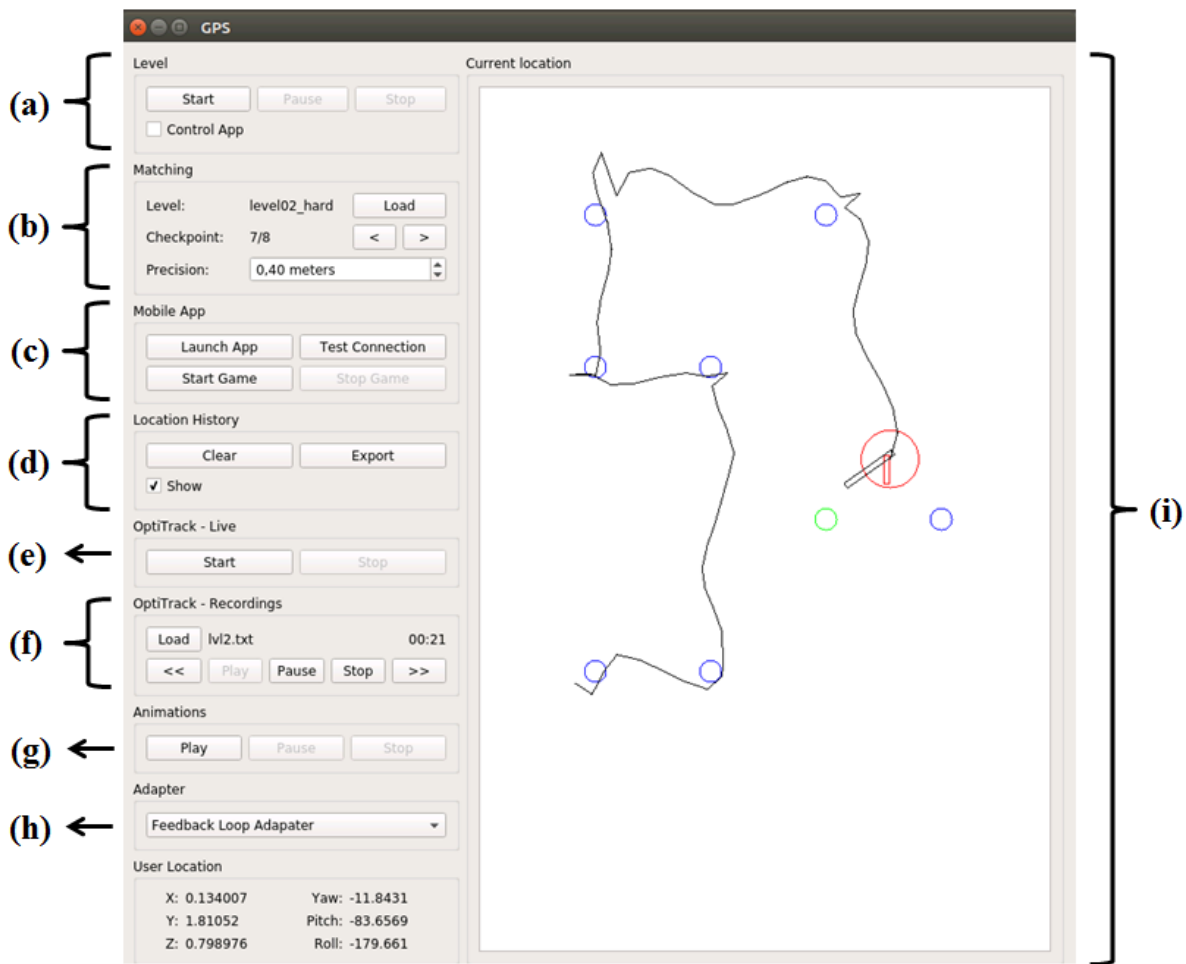 GPS
(a)
Level
Start Pause Stop
Control App
(b)
Matching
Level: level02_hard Load
Checkpoint: 7/8 < >
Precision: 0,40 meters
(c)
Mobile App
Launch App Test Connection
Start Game Stop Game
(d)
Location History
Clear Export
Show
(e)
OptiTrack - Live
Start Stop
(f)
OptiTrack - Recordings
Load lvl2.txt 00:21
<< Play Pause Stop >>
(g)
Animations
Play Pause Stop
(h)
Adapter
Feedback Loop Adapater
User Location
X: 0.134007 Yaw: -11.8431
Y: 1.81052 Pitch: -83.6569
Z: 0.798976 Roll: -179.661
Current location
(i)